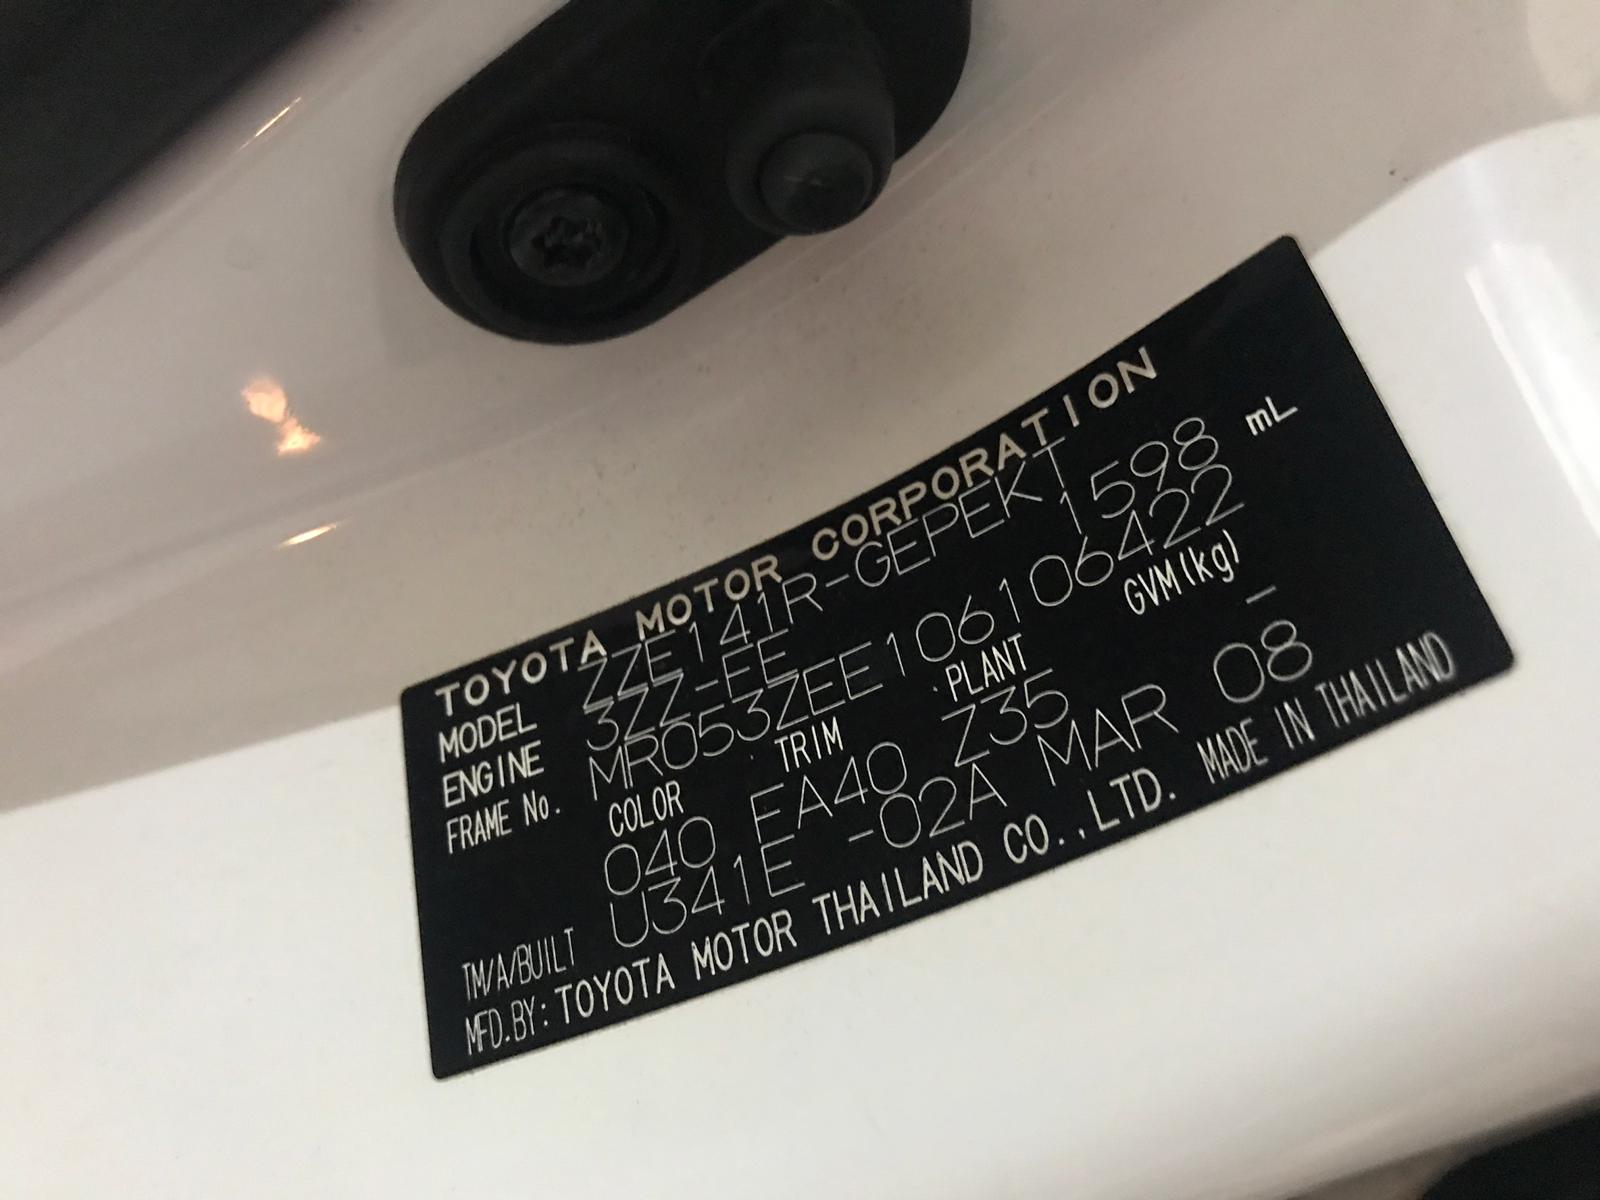 TOYOTA MOTOR CORPORATION
MODEL ZZE141R-GEPEKT
ENGINE 3ZZ-FE 1598 mL
FRAME No. MR053ZEE106106422
COLOR TRIM PLANT GVM(kg)
040 EA40 Z35 -
TM/A/BUILT U341E -02A MAR 08
MFD.BY: TOYOTA MOTOR THAILAND CO.,LTD. MADE IN THAILAND